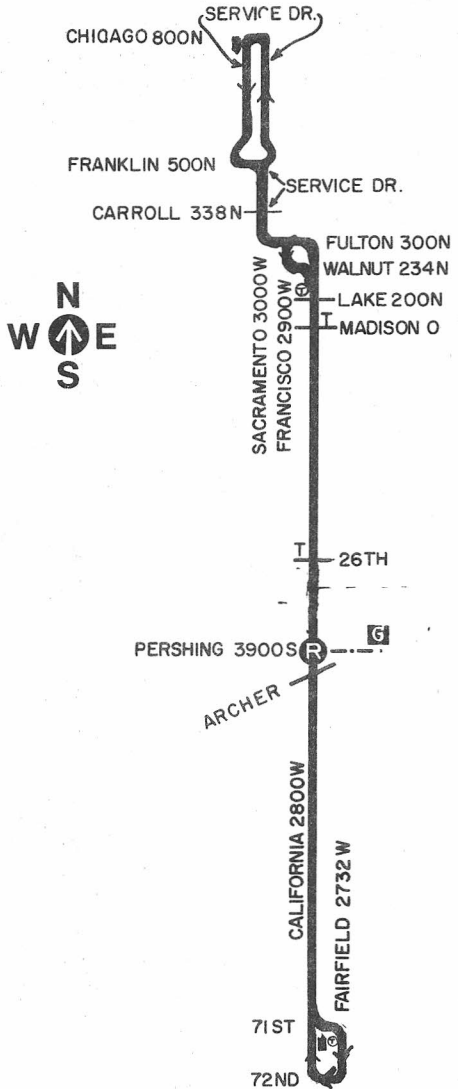 SERVICE DR.
CHICAGO 800N
FRANKLIN 500N
SERVICE DR.
CARROLL 338N
FULTON 300N
WALNUT 234N
T
LAKE 200N
T
MADISON 0
N
W E
S
SACRAMENTO 3000W
FRANCISCO 2900W
T
26TH
G
PERSHING 3900S
R
ARCHER
CALIFORNIA 2800W
FAIRFIELD 2732W
71ST
T
72ND